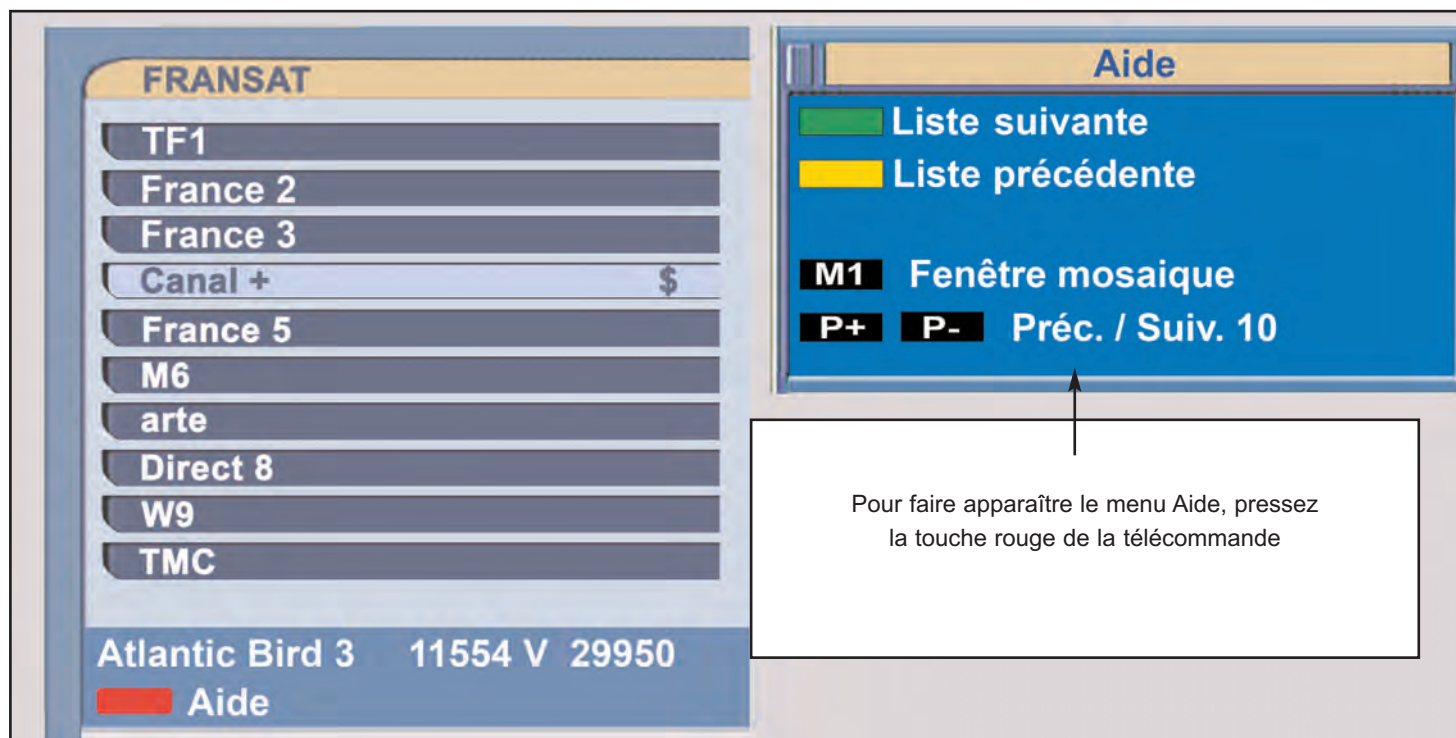 FRANSAT
TF1
France 2
France 3
Canal + $
France 5
M6
arte
Direct 8
W9
TMC
Atlantic Bird 3 11554 V 29950
Aide
Aide
Liste suivante
Liste précédente
M1 Fenêtre mosaique
P+ P- Préc. / Suiv. 10
Pour faire apparaître le menu Aide, pressez
la touche rouge de la télécommande